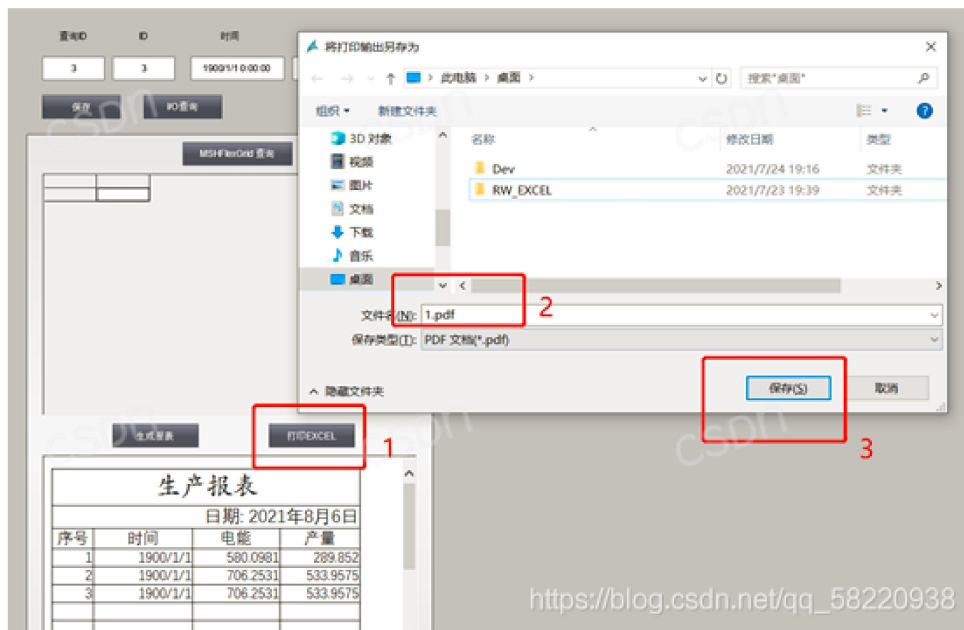 查询ID ID 时间
3 3 1900/1/1 0:00:00
保存 I/O查询
MSHFlexGrid 查询
将打印输出另存为
此电脑 > 桌面 >
搜索"桌面"
组织 新建文件夹
3D 对象
视频
图片
文档
下载
音乐
桌面
名称 修改日期 类型
Dev 2021/7/24 19:16 文件夹
RW_EXCEL 2021/7/23 19:39 文件夹
文件名(N): 1.pdf
2
保存类型(T): PDF 文档(*.pdf)
隐藏文件夹
保存(S) 取消
3
生成报表 打印EXCEL
1
生产报表
日期: 2021年8月6日
序号 时间 电能 产量
1 1900/1/1 580.0981 289.852
2 1900/1/1 706.2531 533.9575
3 1900/1/1 706.2531 533.9575
CSDN
CSDN
CSDN
CSDN
CSDN
CSDN
https://blog.csdn.net/qq_58220938